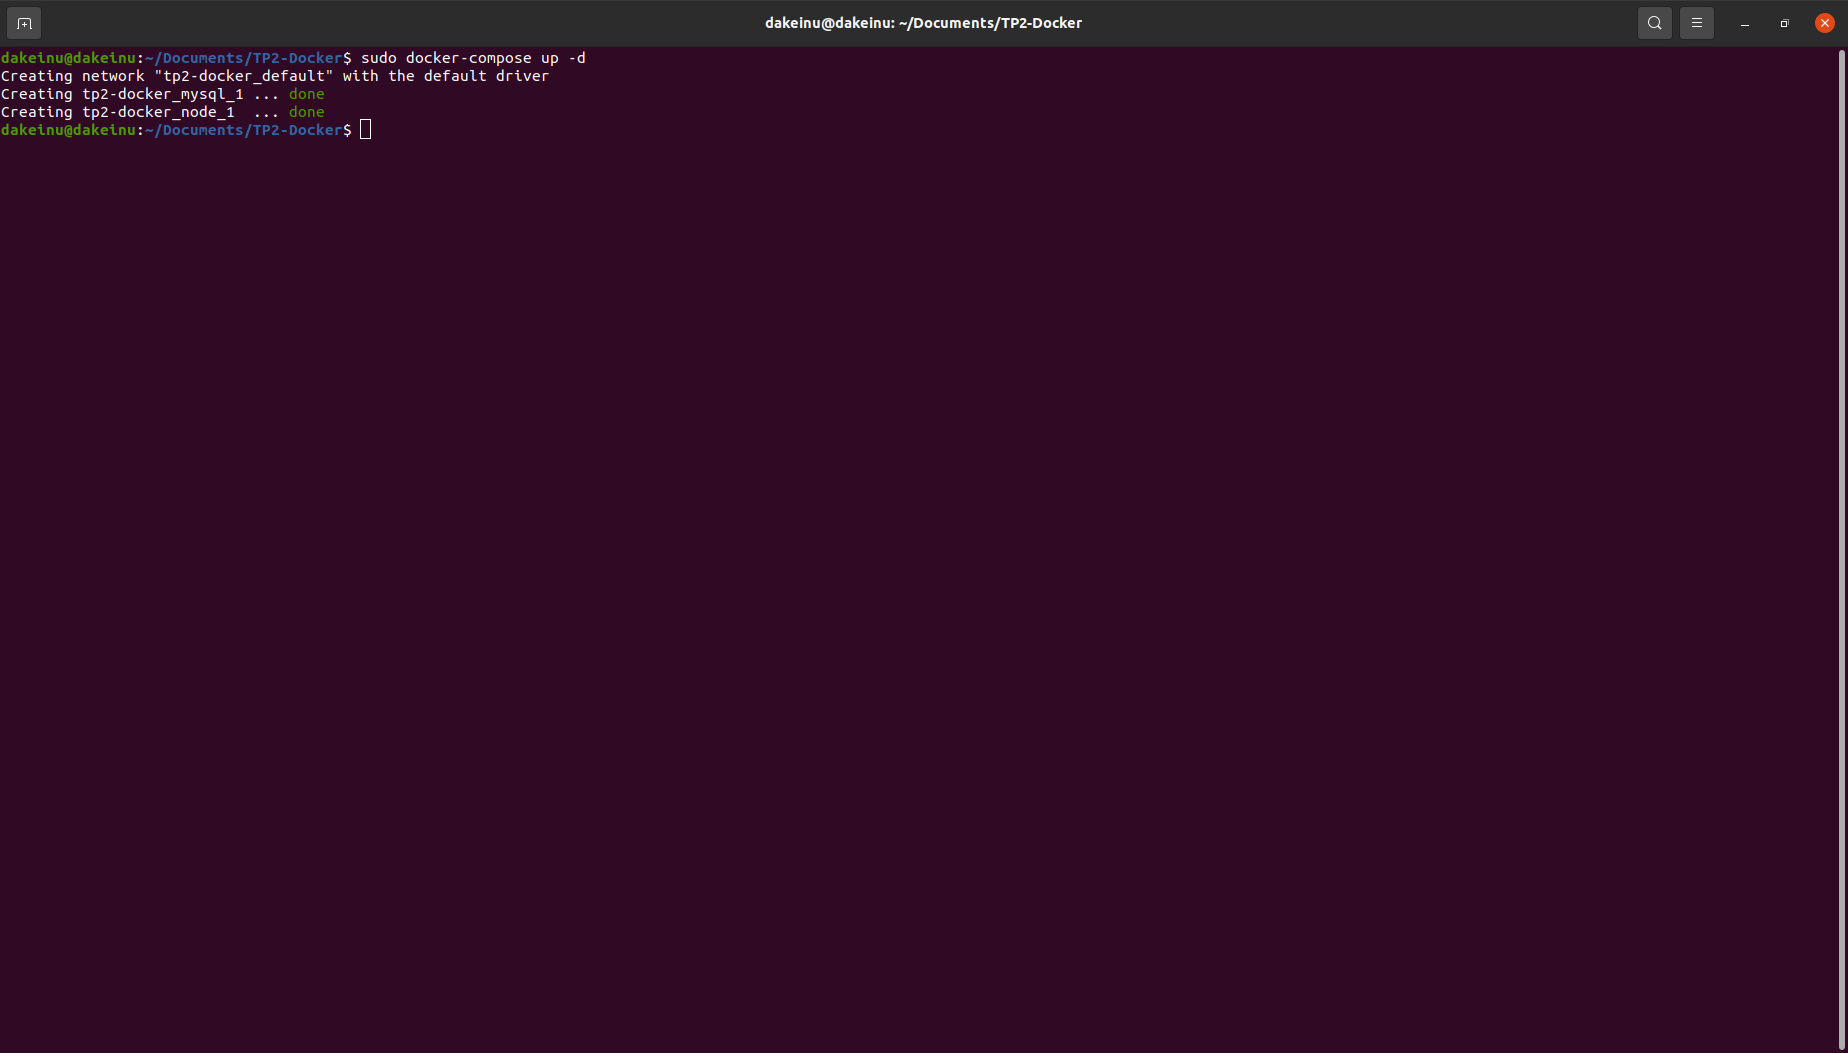 dakeinu@dakeinu: ~/Documents/TP2-Docker
dakeinu@dakeinu:~/Documents/TP2-Docker$ sudo docker-compose up -d
Creating network "tp2-docker_default" with the default driver
Creating tp2-docker_mysql_1 ... done
Creating tp2-docker_node_1  ... done
dakeinu@dakeinu:~/Documents/TP2-Docker$